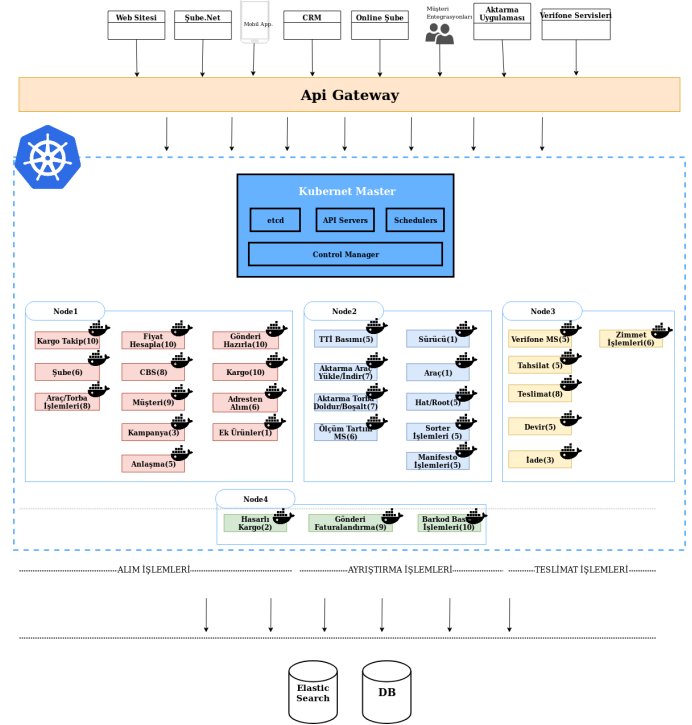 Web Sitesi
Şube.Net
Mobil App.
CRM
Online Şube
Müşteri
Entegrasyonları
Aktarma
Uygulaması
Verifone Servisleri
Api Gateway
Kubernet Master
etcd
API Servers
Schedulers
Control Manager
Node1
Kargo Takip(10)
Fiyat
Hesapla(10)
Gönderi
Hazırla(10)
Şube(6)
CBS(8)
Kargo(10)
Araç/Torba
İşlemleri(8)
Müşteri(9)
Adresten
Alım(6)
Kampanya(3)
Ek Ürünler(1)
Anlaşma(5)
Node2
TTİ Basımı(5)
Sürücü(1)
Aktarma Araç
Yükle/İndir(7)
Araç(1)
Aktarma Torba
Doldur/Boşalt(7)
Hat/Root(5)
Ölçüm Tartım
MS(6)
Sorter
İşlemleri (5)
Manifesto
İşlemleri(5)
Node3
Verifone MS(5)
Zimmet
İşlemleri(6)
Tahsilat (5)
Teslimat(8)
Devir(5)
İade(3)
Node4
Hasarlı
Kargo(2)
Gönderi
Faturalandırma(9)
Barkod Bas
İşlemleri(10)
ALIM İŞLEMLERİ
AYRIŞTIRMA İŞLEMLERİ
TESLİMAT İŞLEMLERİ
Elastic
Search
DB